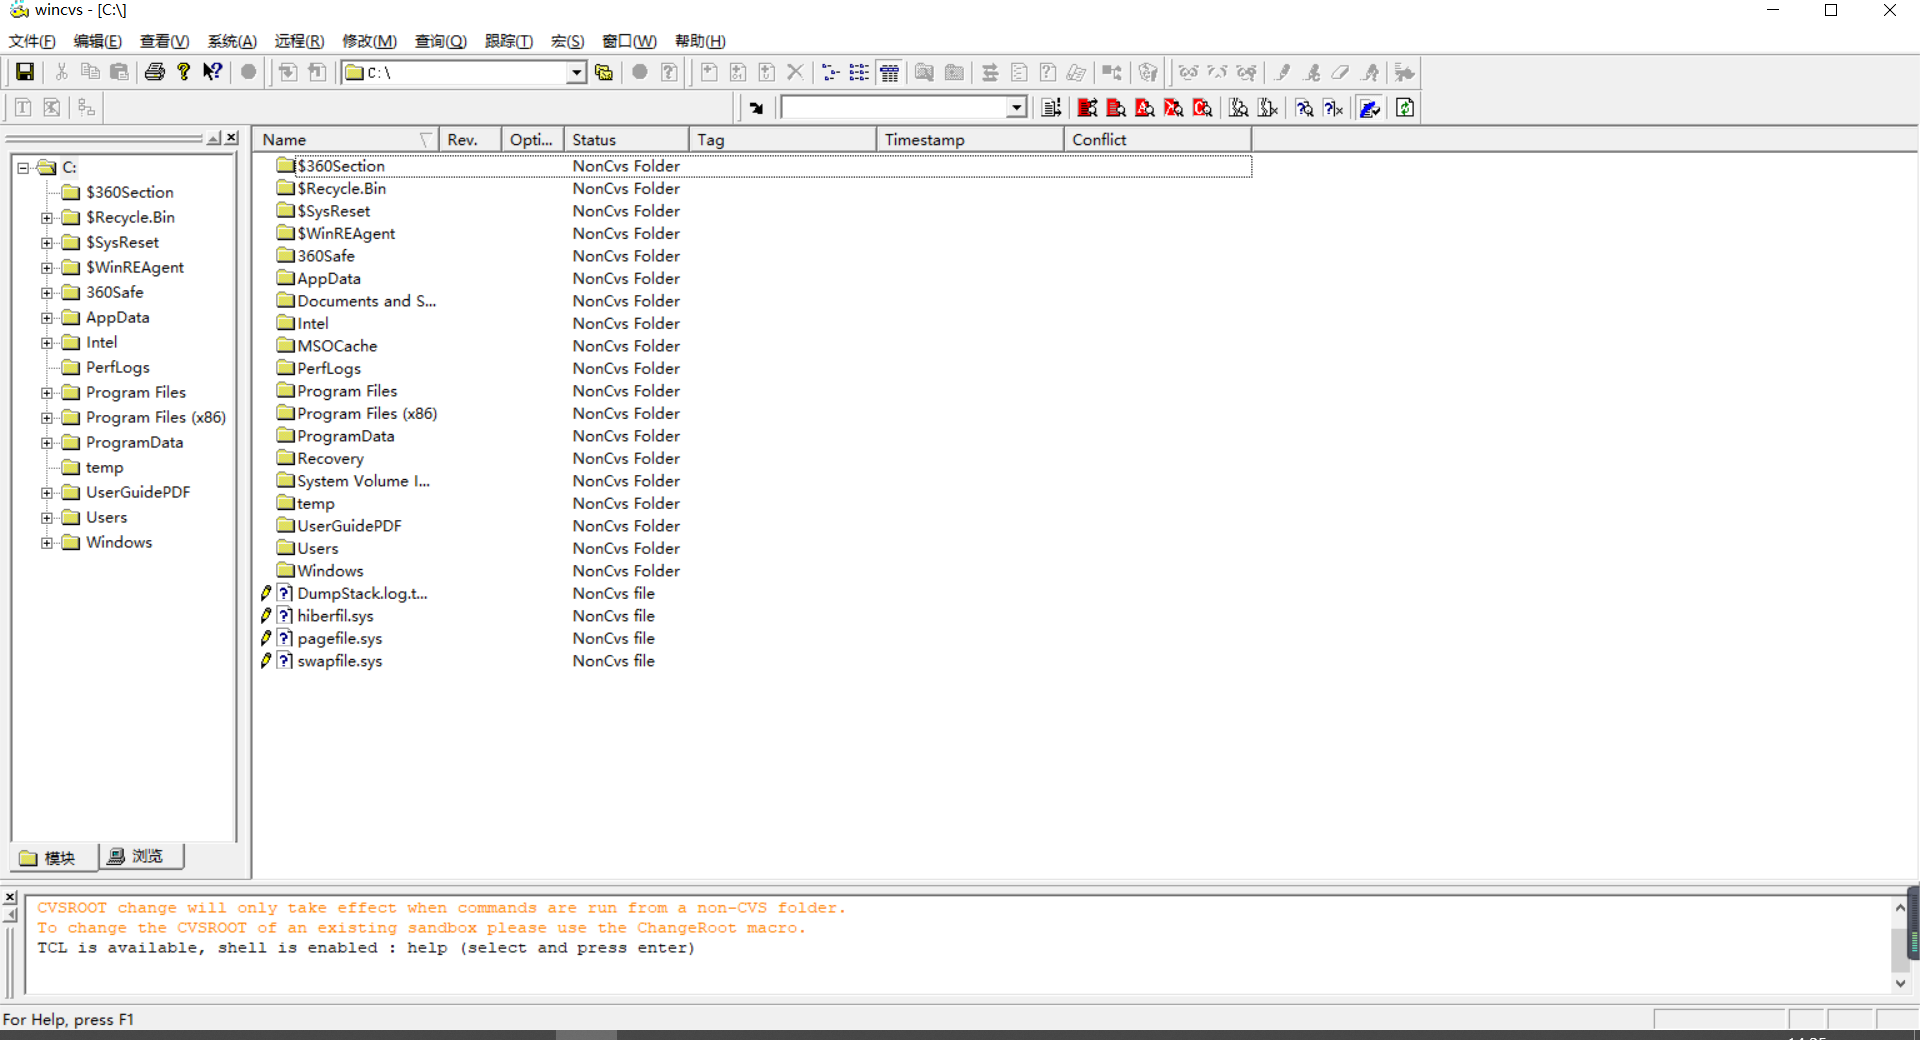 wincvs - [C:\]
文件(F) 编辑(E) 查看(V) 系统(A) 远程(R) 修改(M) 查询(Q) 跟踪(T) 宏(S) 窗口(W) 帮助(H)
C:\
Name Rev. Opti... Status Tag Timestamp Conflict
C:
$360Section
$Recycle.Bin
$SysReset
$WinREAgent
360Safe
AppData
Intel
PerfLogs
Program Files
Program Files (x86)
ProgramData
temp
UserGuidePDF
Users
Windows
模块 浏览
$360Section NonCvs Folder
$Recycle.Bin NonCvs Folder
$SysReset NonCvs Folder
$WinREAgent NonCvs Folder
360Safe NonCvs Folder
AppData NonCvs Folder
Documents and S... NonCvs Folder
Intel NonCvs Folder
MSOCache NonCvs Folder
PerfLogs NonCvs Folder
Program Files NonCvs Folder
Program Files (x86) NonCvs Folder
ProgramData NonCvs Folder
Recovery NonCvs Folder
System Volume I... NonCvs Folder
temp NonCvs Folder
UserGuidePDF NonCvs Folder
Users NonCvs Folder
Windows NonCvs Folder
DumpStack.log.t... NonCvs file
hiberfil.sys NonCvs file
pagefile.sys NonCvs file
swapfile.sys NonCvs file
CVSROOT change will only take effect when commands are run from a non-CVS folder.
To change the CVSROOT of an existing sandbox please use the ChangeRoot macro.
TCL is available, shell is enabled : help (select and press enter)
For Help, press F1